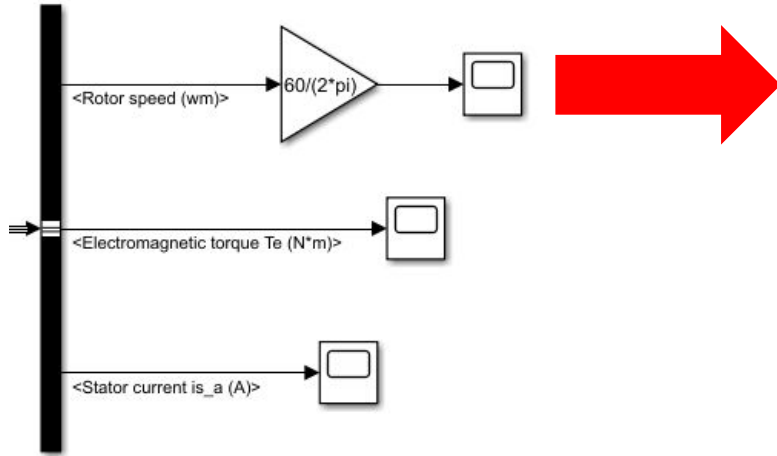 60/(2*pi)
<Rotor speed (wm)>
<Electromagnetic torque Te (N*m)>
<Stator current is_a (A)>